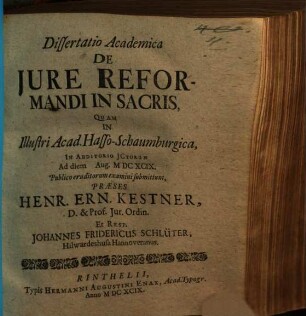 Dissertatio Academica
DE
JURE REFOR-
MANDI IN SACRIS,
QUAM
IN
Illustri Acad. Hasso-Schaumburgica,
IN AUDITORIO JCTORUM
Ad diem Aug. M DC XCIX.
Publico eruditorum examini submittunt,
PRÆSES
HENR. ERN. KESTNER,
D. & Prof. Jur. Ordin.
ET RESP.
JOHANNES FRIDERICUS SCHLÜTER,
Hilwardeshusa Hannoveranus.
RINTHELII,
Typis HERMANNI AUGUSTINI ENAX, Acad. Typogr.
Anno M DC XCIX.